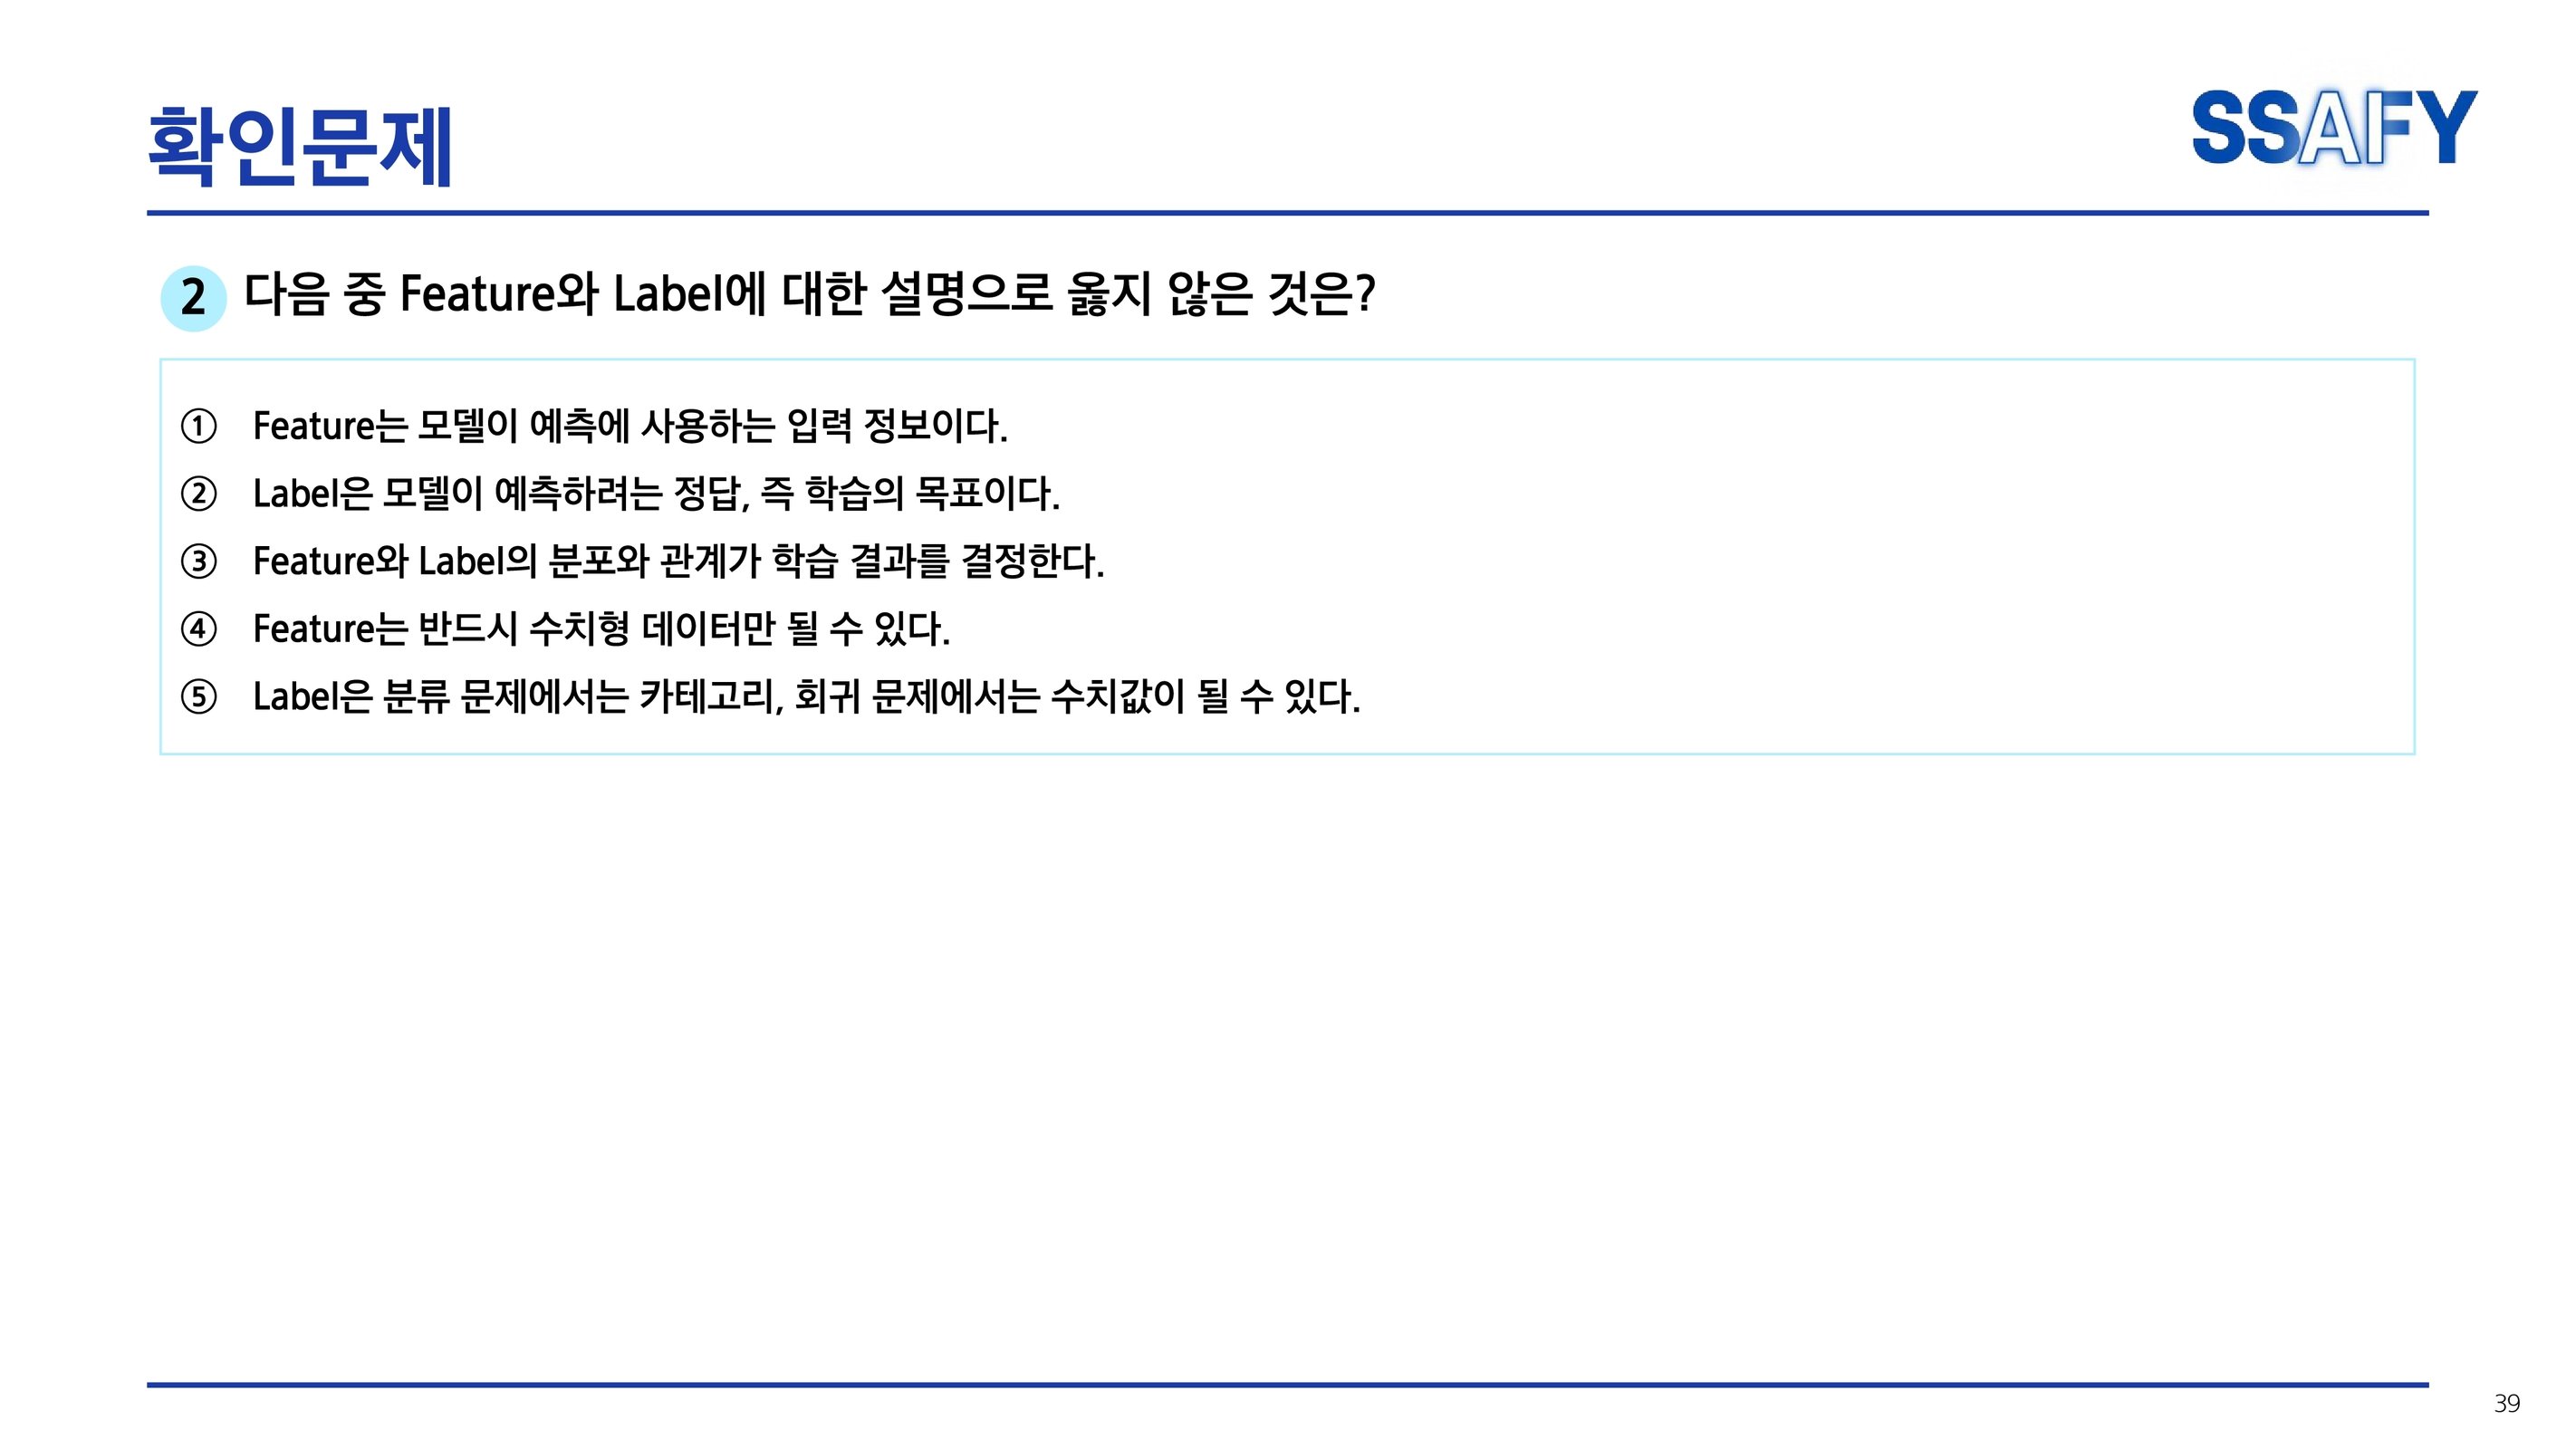 확인문제
SSAFY
2 다음 중 Feature와 Label에 대한 설명으로 옳지 않은 것은?
① Feature는 모델이 예측에 사용하는 입력 정보이다.
② Label은 모델이 예측하려는 정답, 즉 학습의 목표이다.
③ Feature와 Label의 분포와 관계가 학습 결과를 결정한다.
④ Feature는 반드시 수치형 데이터만 될 수 있다.
⑤ Label은 분류 문제에서는 카테고리, 회귀 문제에서는 수치값이 될 수 있다.
39